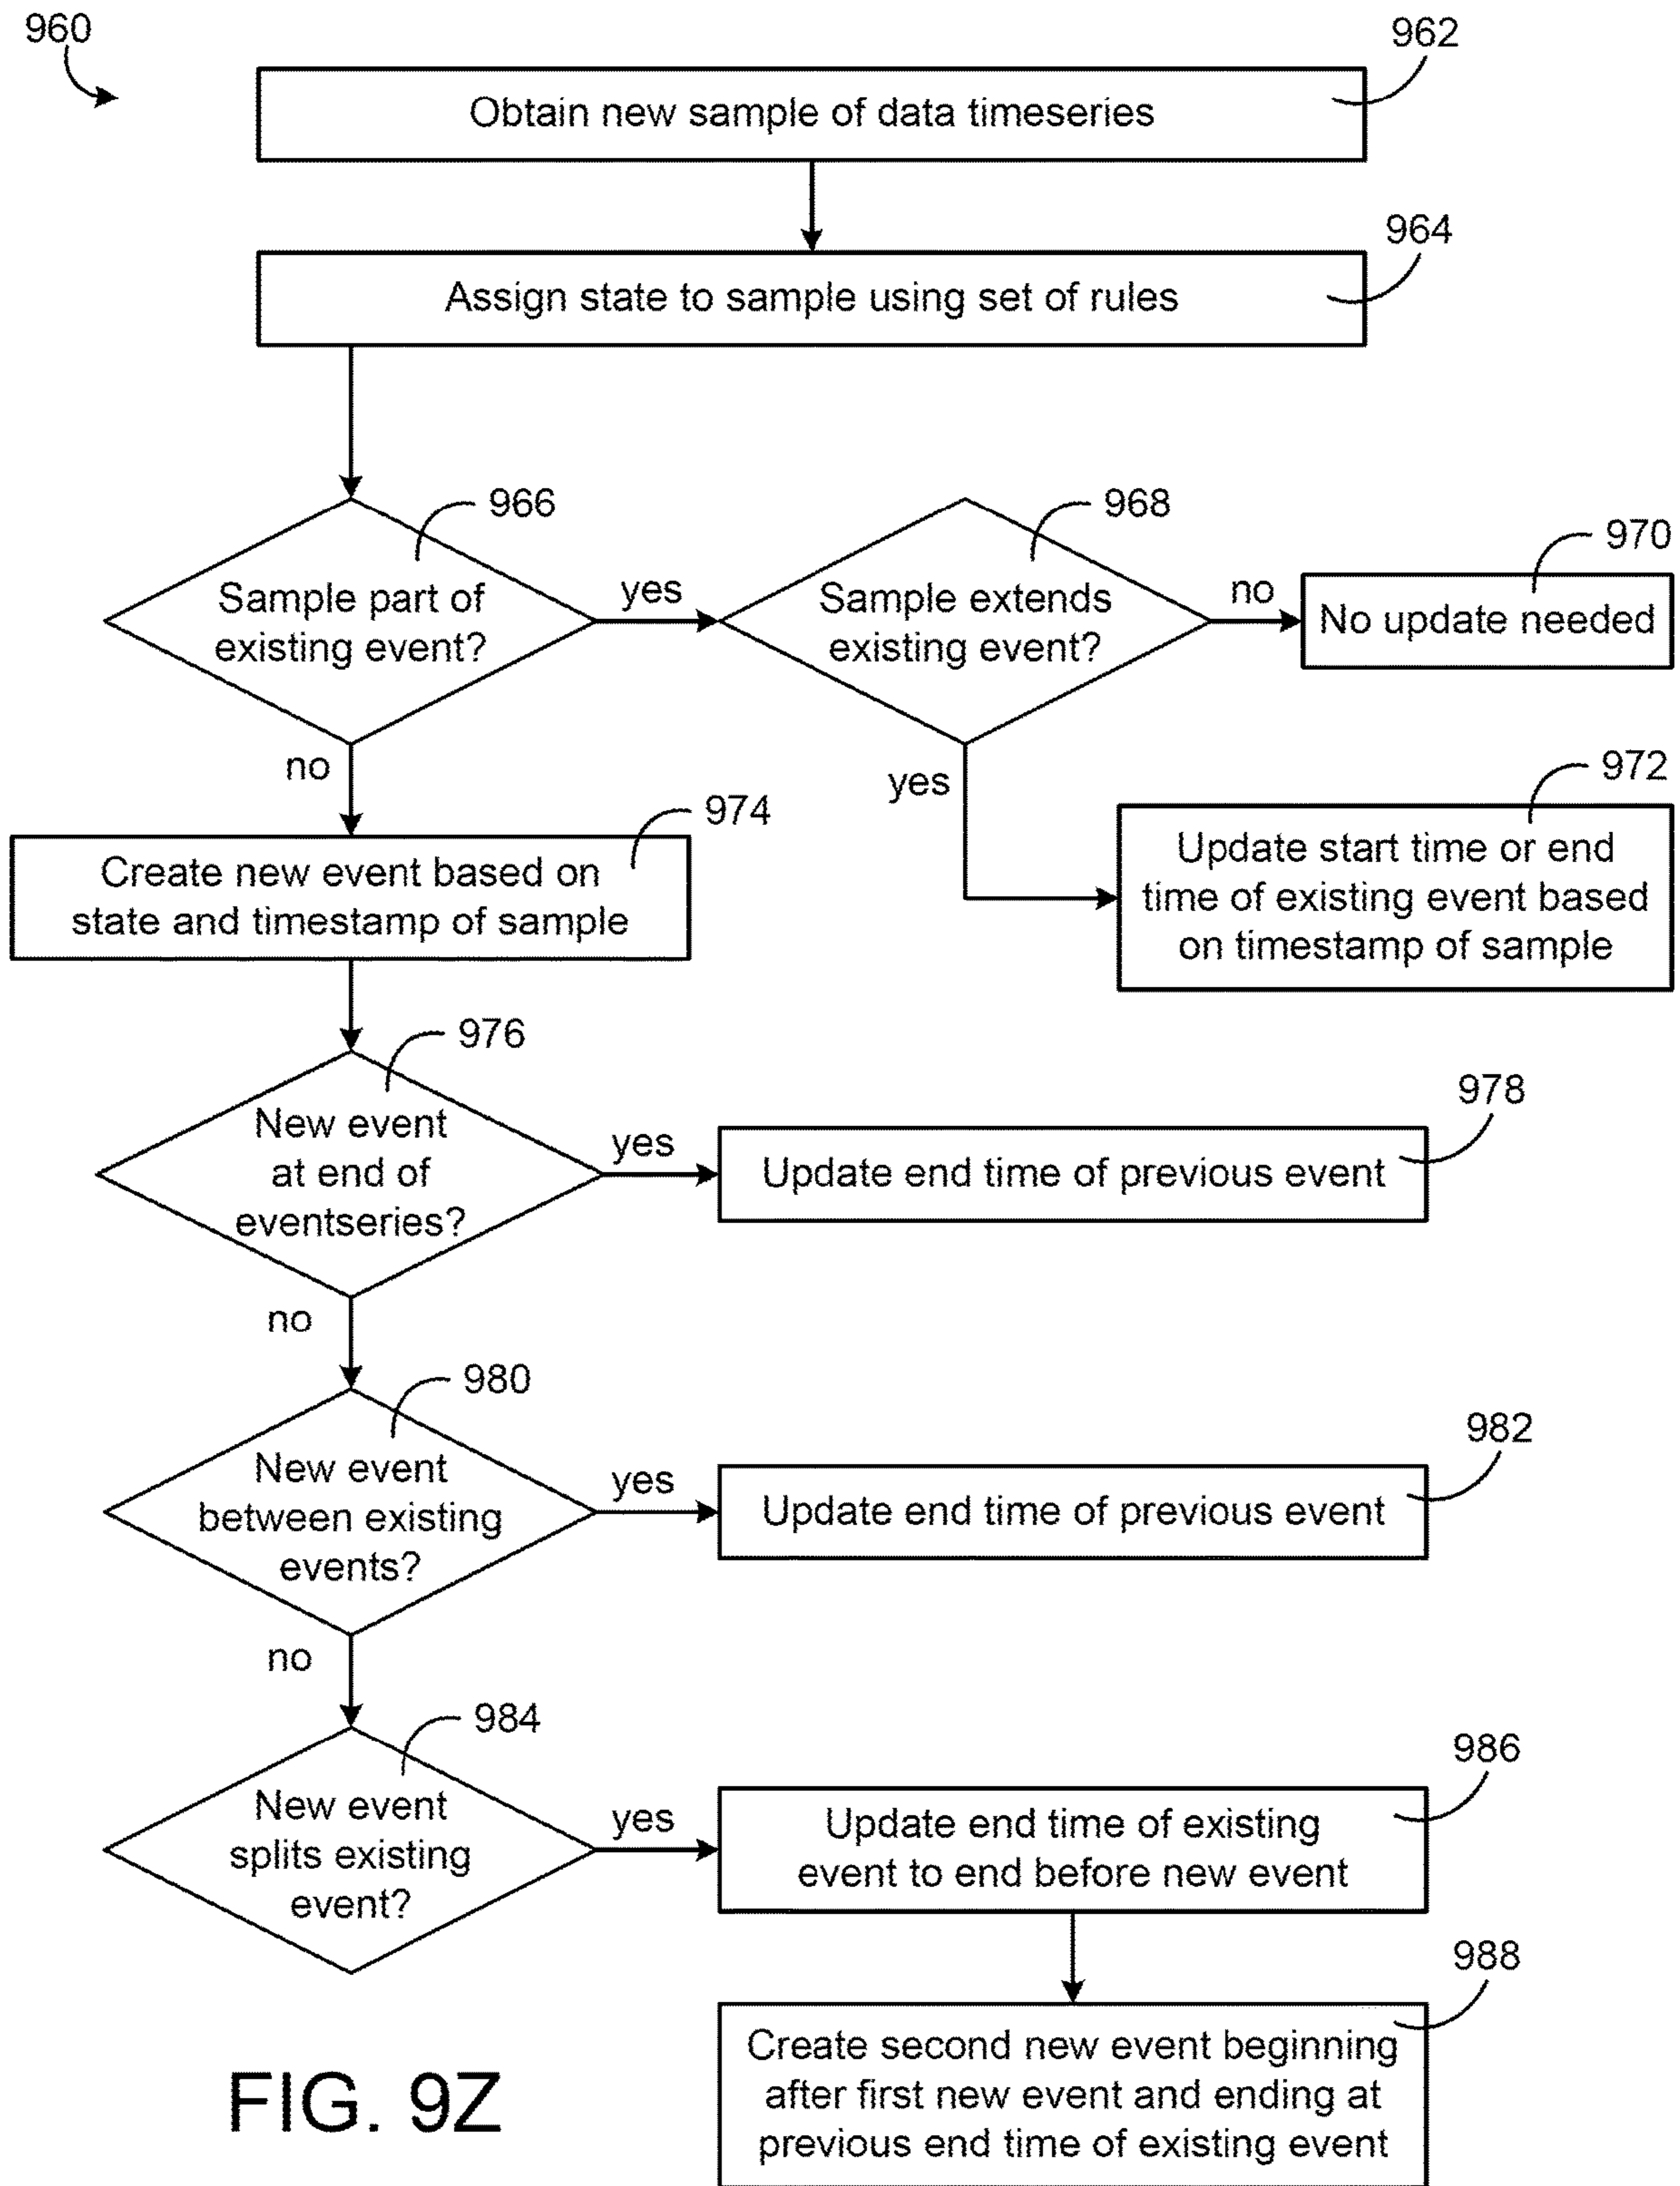 960
962
Obtain new sample of data timeseries
964
Assign state to sample using set of rules
966
Sample part of
existing event?
yes
968
Sample extends
existing event?
no
970
No update needed
yes
972
Update start time or end
time of existing event based
on timestamp of sample
no
974
Create new event based on
state and timestamp of sample
976
New event
at end of
eventseries?
yes
978
Update end time of previous event
no
980
New event
between existing
events?
yes
982
Update end time of previous event
no
984
New event
splits existing
event?
yes
986
Update end time of existing
event to end before new event
988
Create second new event beginning
after first new event and ending at
previous end time of existing event
FIG. 9Z